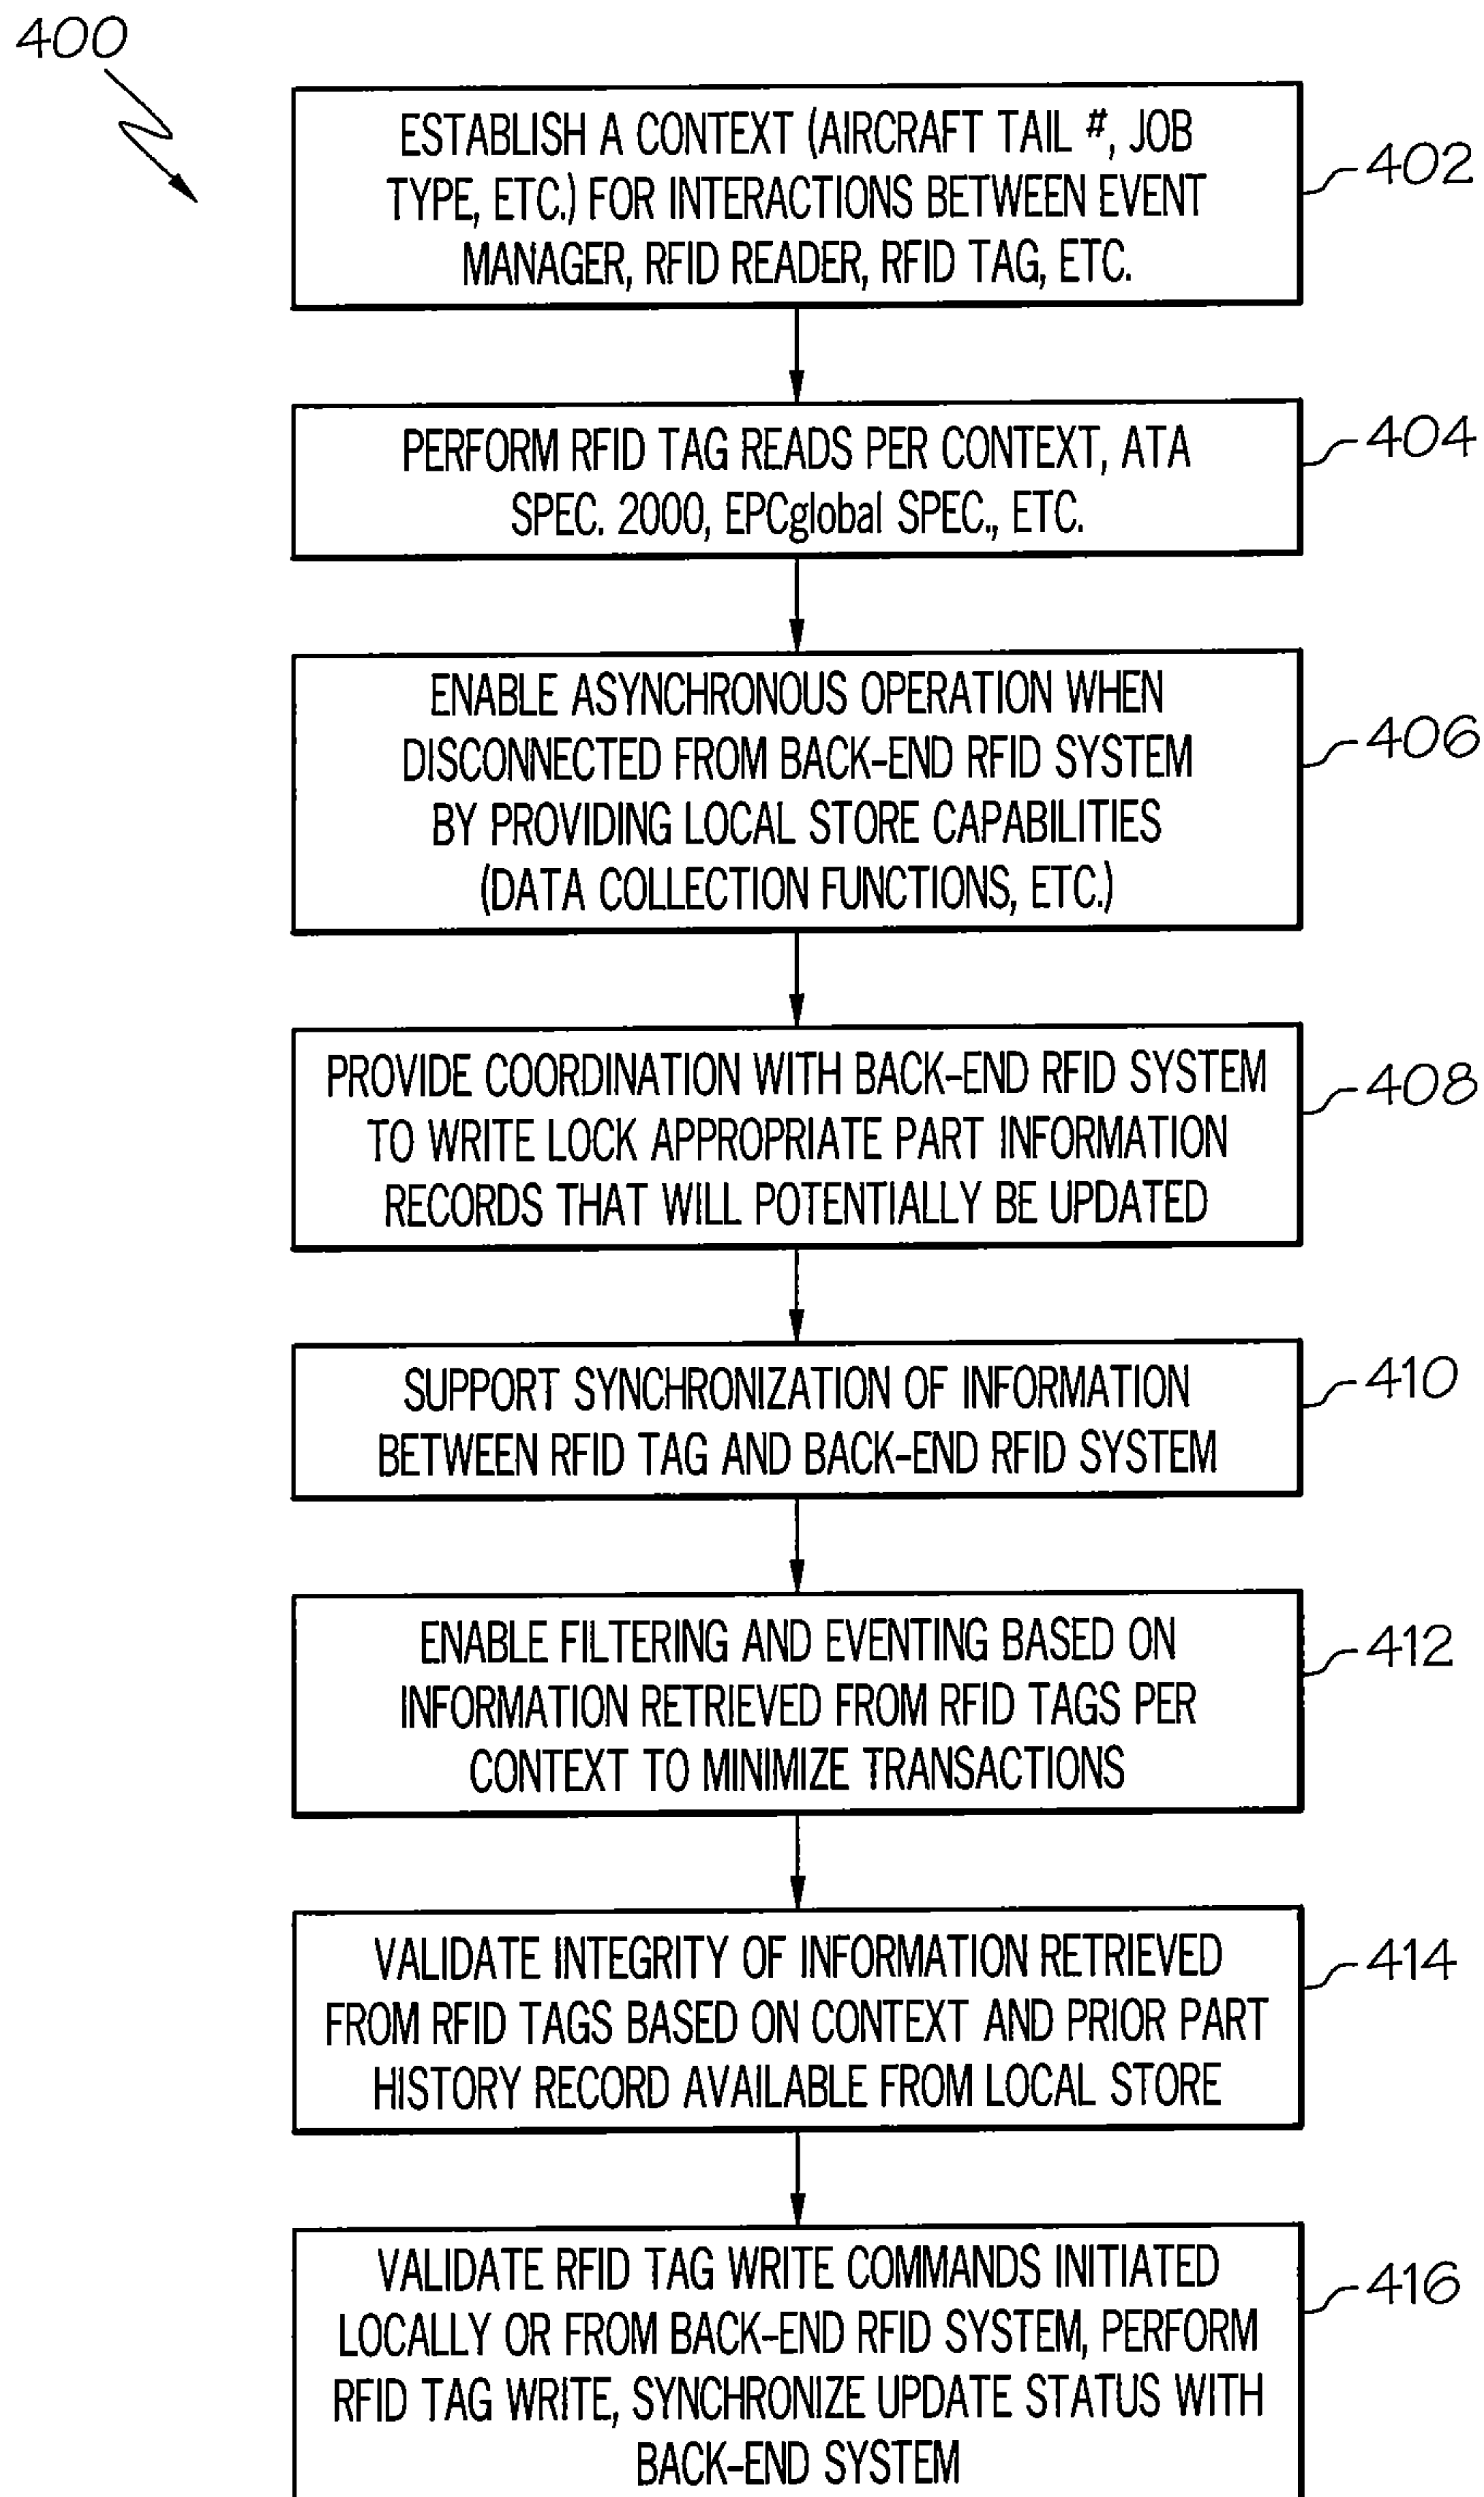 400
ESTABLISH A CONTEXT (AIRCRAFT TAIL #, JOB
TYPE, ETC.) FOR INTERACTIONS BETWEEN EVENT
MANAGER, RFID READER, RFID TAG, ETC.
402
PERFORM RFID TAG READS PER CONTEXT, ATA
SPEC. 2000, EPCglobal SPEC., ETC.
404
ENABLE ASYNCHRONOUS OPERATION WHEN
DISCONNECTED FROM BACK-END RFID SYSTEM
BY PROVIDING LOCAL STORE CAPABILITIES
(DATA COLLECTION FUNCTIONS, ETC.)
406
PROVIDE COORDINATION WITH BACK-END RFID SYSTEM
TO WRITE LOCK APPROPRIATE PART INFORMATION
RECORDS THAT WILL POTENTIALLY BE UPDATED
408
SUPPORT SYNCHRONIZATION OF INFORMATION
BETWEEN RFID TAG AND BACK-END RFID SYSTEM
410
ENABLE FILTERING AND EVENTING BASED ON
INFORMATION RETRIEVED FROM RFID TAGS PER
CONTEXT TO MINIMIZE TRANSACTIONS
412
VALIDATE INTEGRITY OF INFORMATION RETRIEVED
FROM RFID TAGS BASED ON CONTEXT AND PRIOR PART
HISTORY RECORD AVAILABLE FROM LOCAL STORE
414
VALIDATE RFID TAG WRITE COMMANDS INITIATED
LOCALLY OR FROM BACK-END RFID SYSTEM, PERFORM
RFID TAG WRITE, SYNCHRONIZE UPDATE STATUS WITH
BACK-END SYSTEM
416